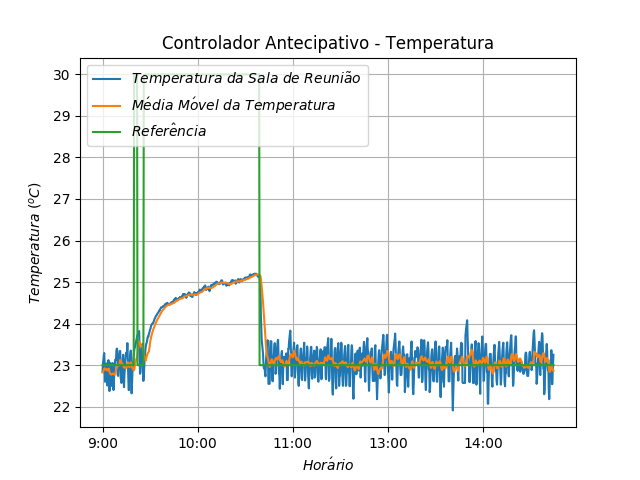 Controlador Antecipativo - Temperatura
Temperatura da Sala de Reunião
Média Móvel da Temperatura
Referência
30
29
28
27
26
25
24
23
22
Temperatura (ºC)
9:00 10:00 11:00 13:00 14:00
Horário